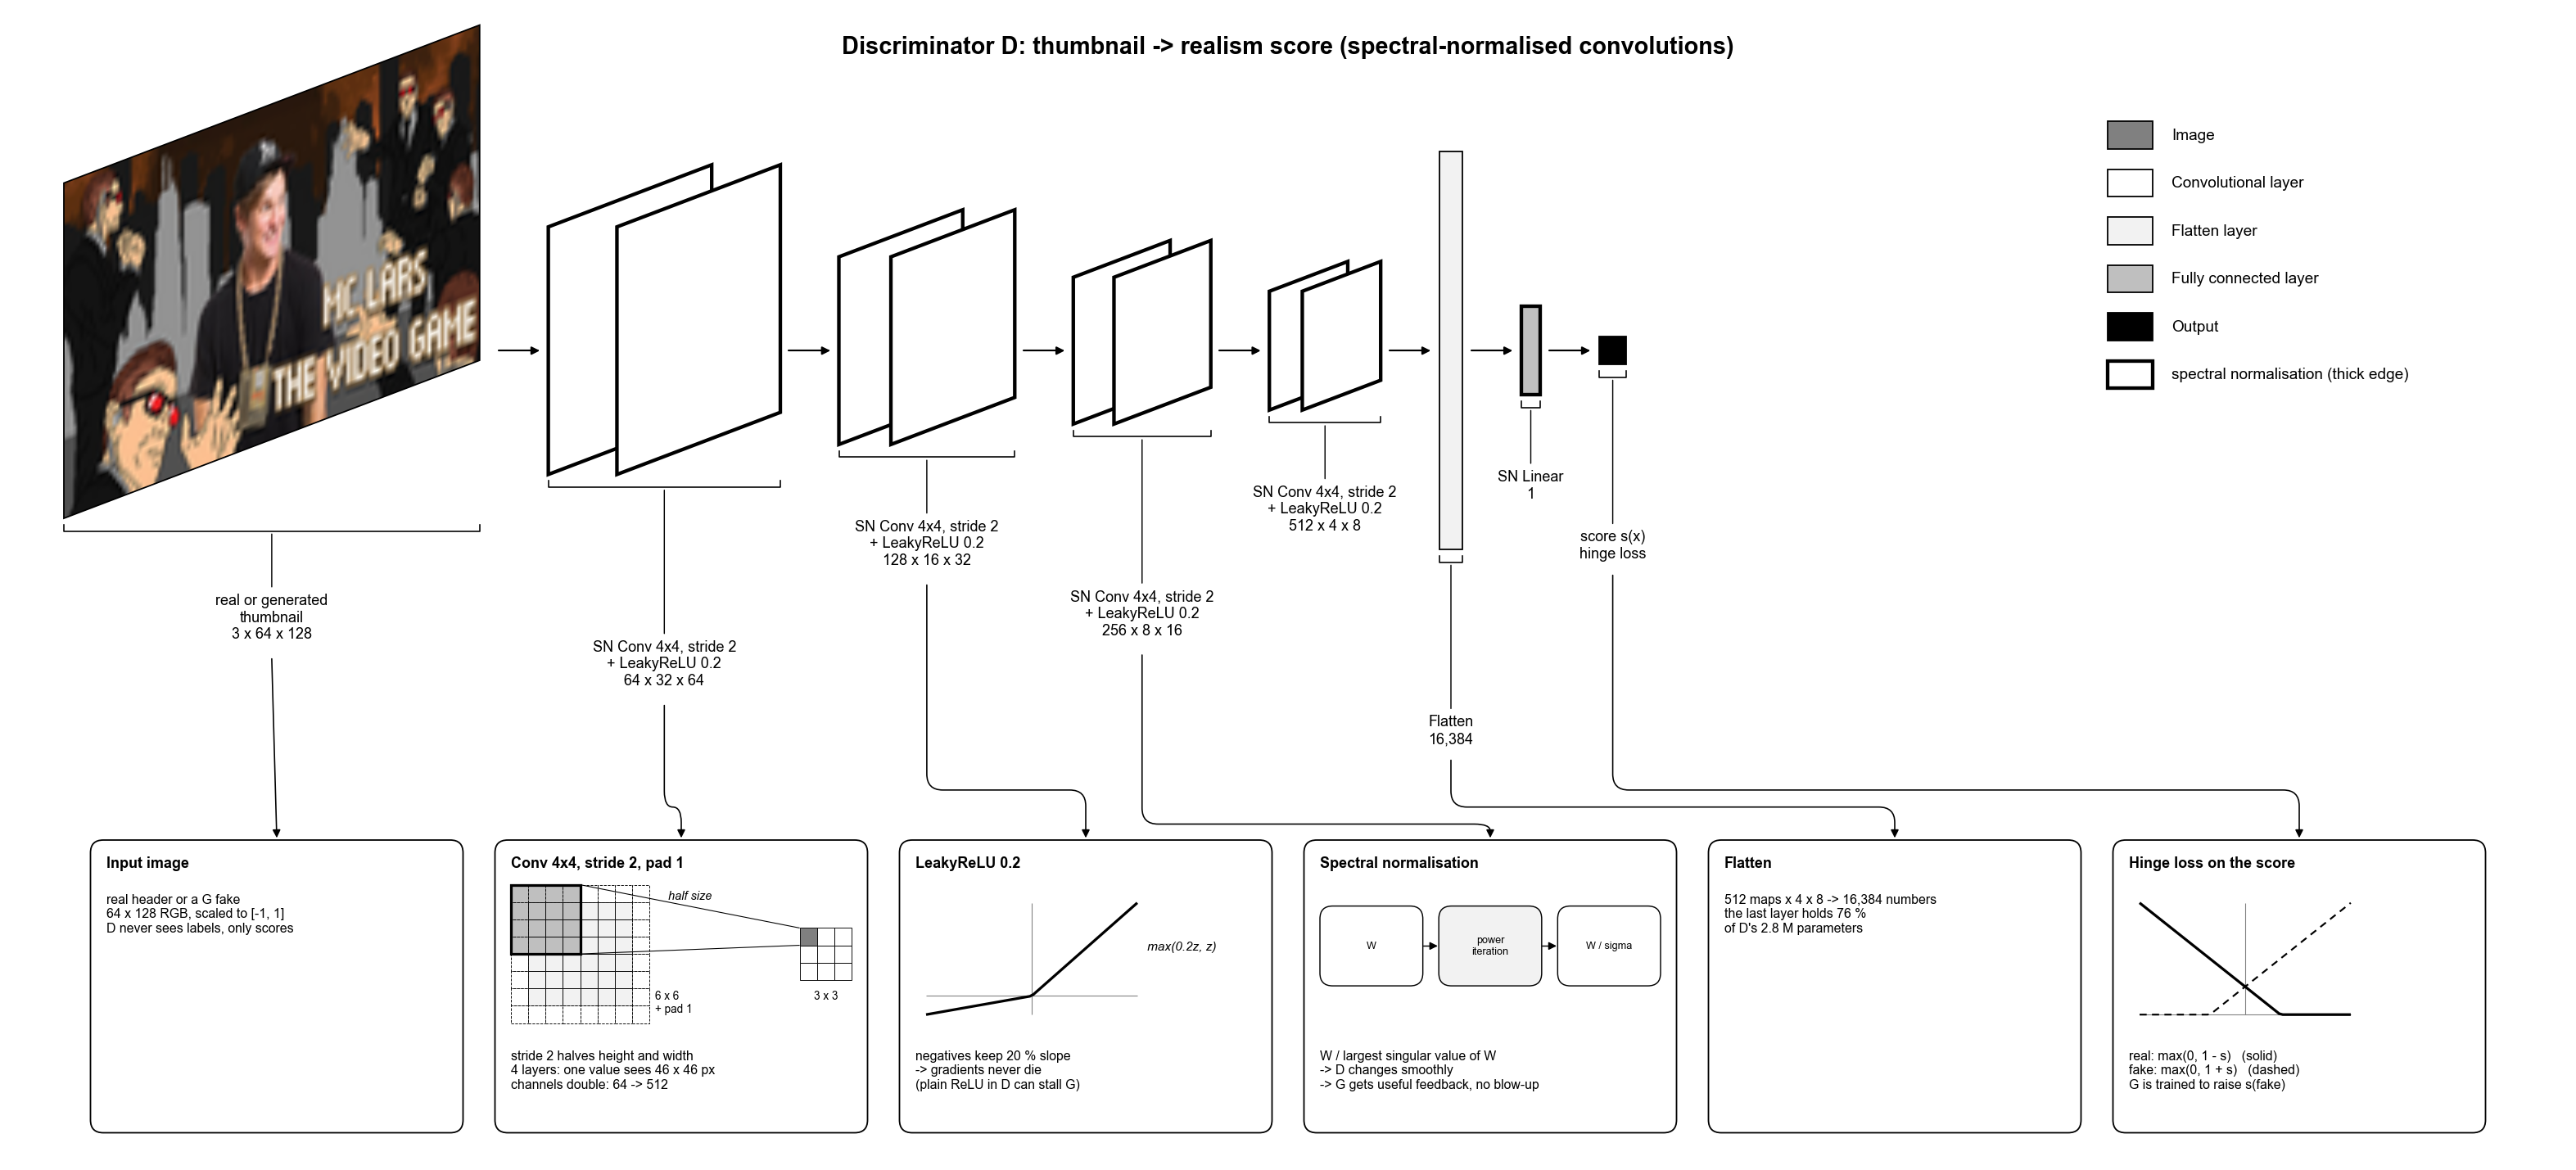 Discriminator D: thumbnail -> realism score (spectral-normalised convolutions)
MC LARS
THE VIDEO GAME
Image
Convolutional layer
Flatten layer
Fully connected layer
Output
spectral normalisation (thick edge)
real or generated
thumbnail
3 x 64 x 128
SN Conv 4x4, stride 2
+ LeakyReLU 0.2
64 x 32 x 64
SN Conv 4x4, stride 2
+ LeakyReLU 0.2
128 x 16 x 32
SN Conv 4x4, stride 2
+ LeakyReLU 0.2
256 x 8 x 16
SN Conv 4x4, stride 2
+ LeakyReLU 0.2
512 x 4 x 8
Flatten
16,384
SN Linear
1
score s(x)
hinge loss
Input image
real header or a G fake
64 x 128 RGB, scaled to [-1, 1]
D never sees labels, only scores
Conv 4x4, stride 2, pad 1
half size
6 x 6
+ pad 1
3 x 3
stride 2 halves height and width
4 layers: one value sees 46 x 46 px
channels double: 64 -> 512
LeakyReLU 0.2
max(0.2z, z)
negatives keep 20 % slope
-> gradients never die
(plain ReLU in D can stall G)
Spectral normalisation
W
power
iteration
W / sigma
W / largest singular value of W
-> D changes smoothly
-> G gets useful feedback, no blow-up
Flatten
512 maps x 4 x 8 -> 16,384 numbers
the last layer holds 76 %
of D's 2.8 M parameters
Hinge loss on the score
real: max(0, 1 - s) (solid)
fake: max(0, 1 + s) (dashed)
G is trained to raise s(fake)